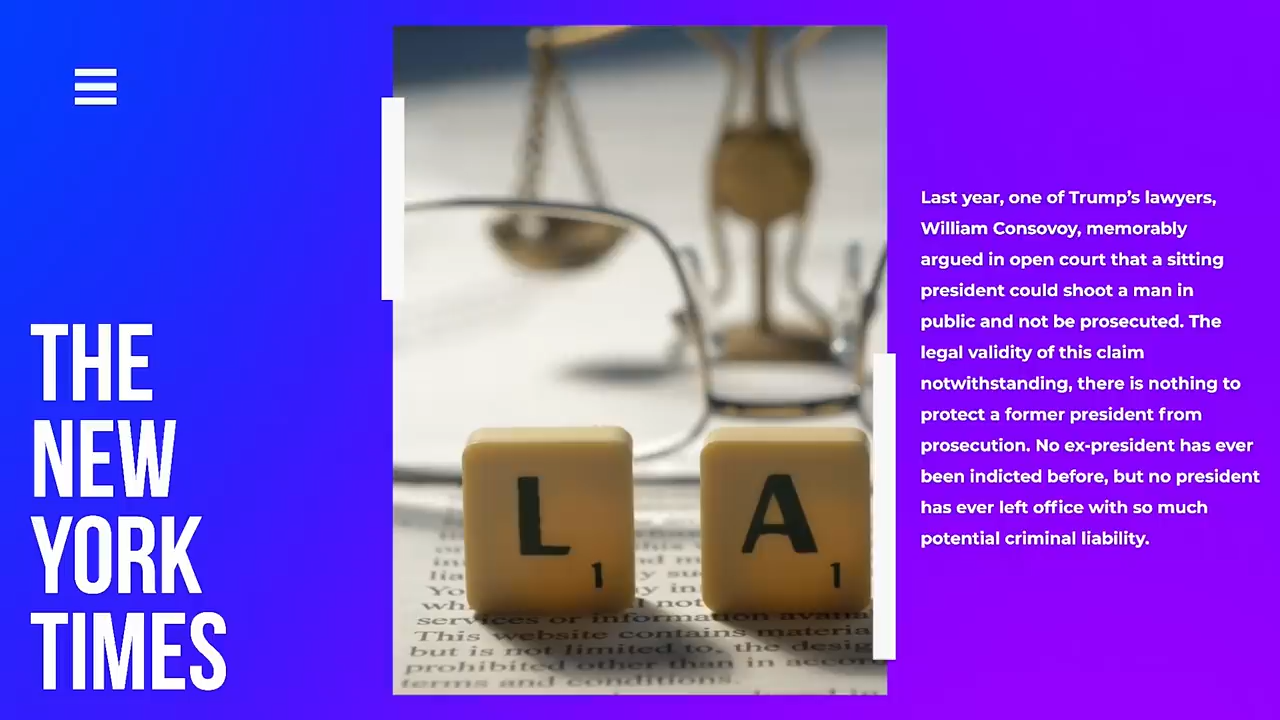 THE
NEW
YORK
TIMES
L
1
A
1
services or information
This website contains materia
but is not limited to, the desig
prohibited other than in accor
terms and conditions.
Last year, one of Trump’s lawyers,
William Consovoy, memorably
argued in open court that a sitting
president could shoot a man in
public and not be prosecuted. The
legal validity of this claim
notwithstanding, there is nothing to
protect a former president from
prosecution. No ex-president has ever
been indicted before, but no president
has ever left office with so much
potential criminal liability.